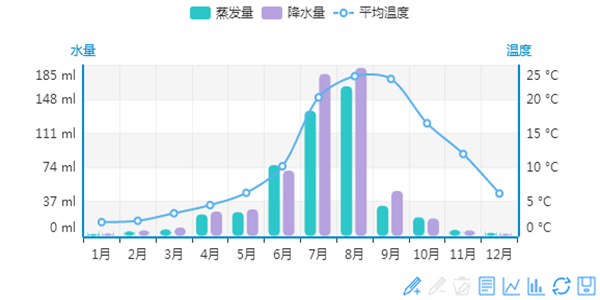 蒸发量 降水量 平均温度
水量 温度
185 ml 25 °C
148 ml 20 °C
111 ml 15 °C
74 ml 10 °C
37 ml 5 °C
0 ml 0 °C
1月 2月 3月 4月 5月 6月 7月 8月 9月 10月 11月 12月